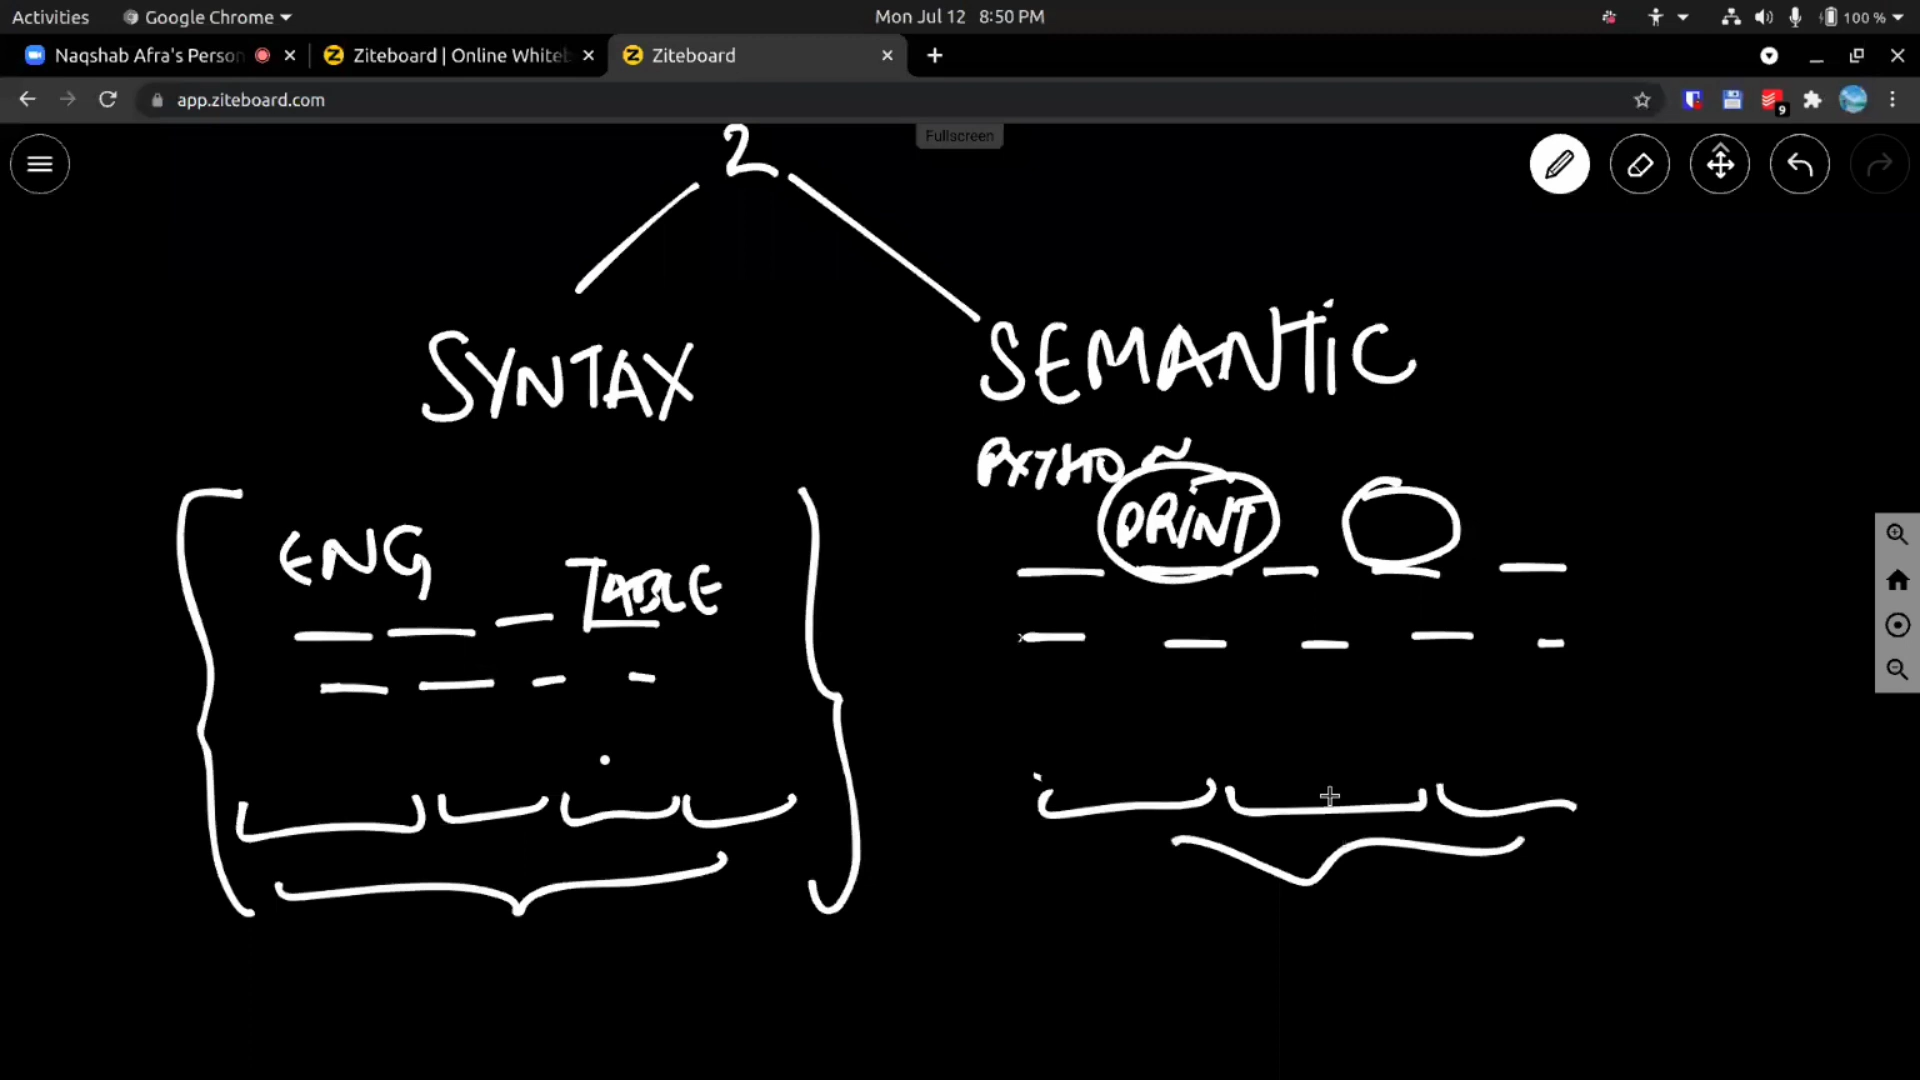 Activities Google Chrome Mon Jul 12 8:50 PM 100 %
Naqshab Afra's Person Ziteboard | Online Whiteb Ziteboard
app.ziteboard.com 9
Fullscreen
2
SYNTAX SEMANTIC
PYTHON
PRINT
ENG TABLE